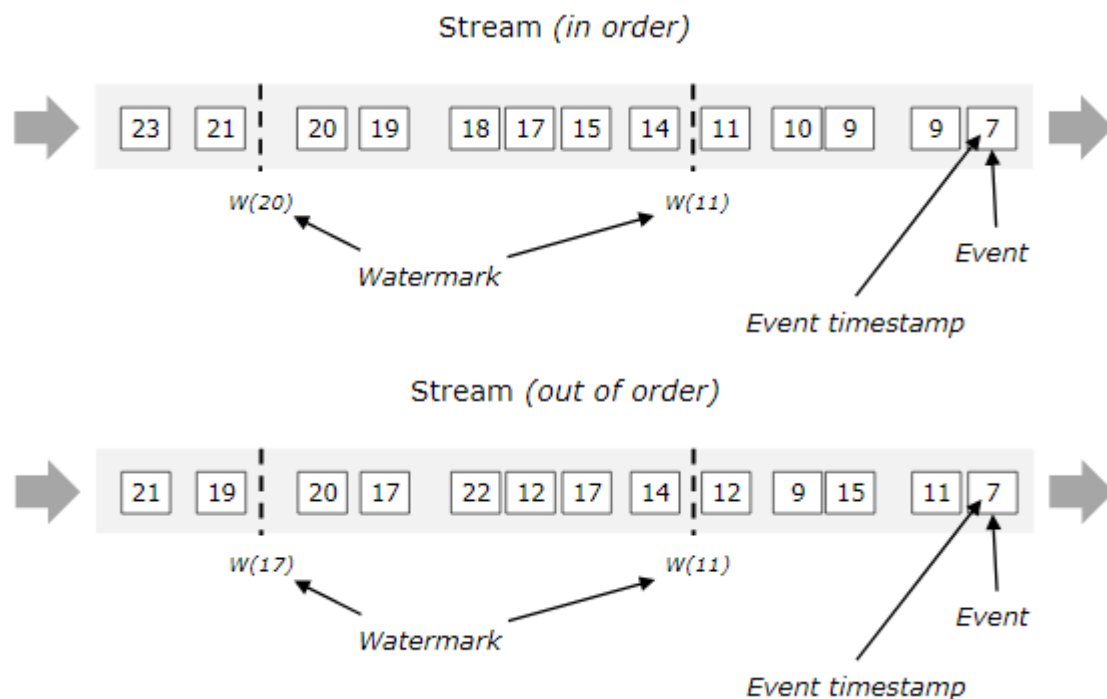 Stream (in order)
23 21 20 19 18 17 15 14 11 10 9 9 7
W(20) W(11)
Event
Watermark
Event timestamp
Stream (out of order)
21 19 20 17 22 12 17 14 12 9 15 11 7
W(17) W(11)
Event
Watermark
Event timestamp